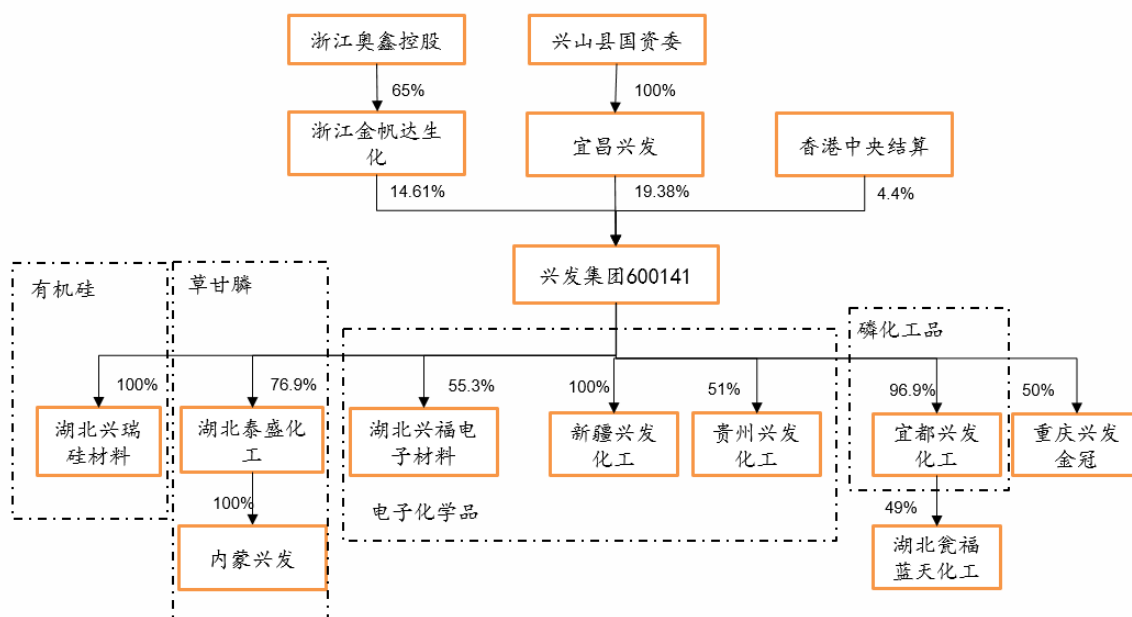 浙江奥鑫控股
兴山县国资委
65%
100%
浙江金帆达生
化
宜昌兴发
香港中央结算
14.61%
19.38%
4.4%
兴发集团600141
有机硅
草甘膦
磷化工品
100%
76.9%
55.3%
100%
51%
96.9%
50%
湖北兴瑞
硅材料
湖北泰盛化
工
湖北兴福电
子材料
新疆兴发
化工
贵州兴发
化工
宜都兴发
化工
重庆兴发
金冠
100%
电子化学品
49%
内蒙兴发
湖北瓮福
蓝天化工